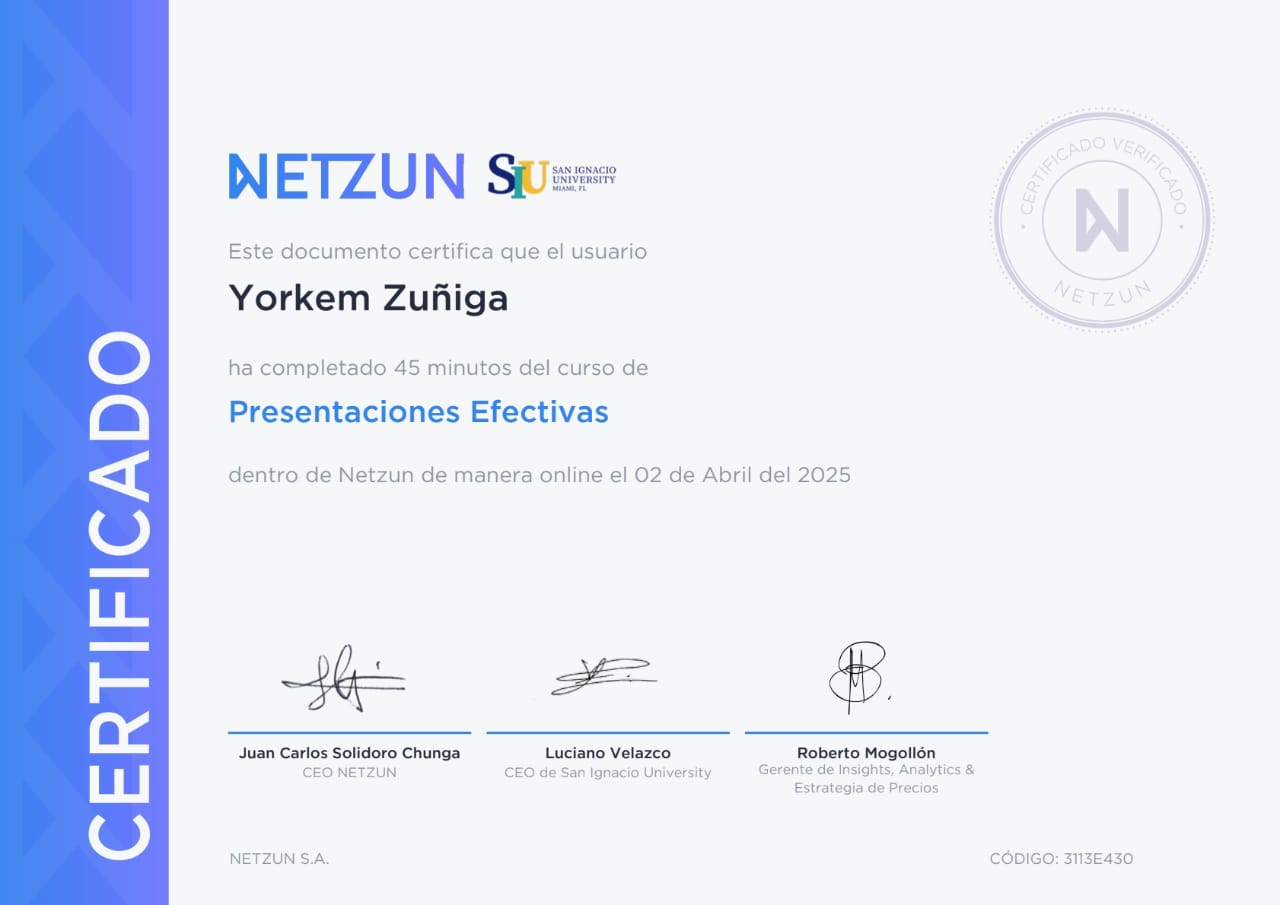 CERTIFICADO
NETZUN
SIU
SAN IGNACIO
UNIVERSITY
MIAMI, FL
• CERTIFICADO VERIFICADO •
N
NETZUN
Este documento certifica que el usuario
Yorkem Zuñiga
ha completado 45 minutos del curso de
Presentaciones Efectivas
dentro de Netzun de manera online el 02 de Abril del 2025
Juan Carlos Solidoro Chunga
CEO NETZUN
Luciano Velazco
CEO de San Ignacio University
Roberto Mogollón
Gerente de Insights, Analytics &
Estrategia de Precios
NETZUN S.A.
CÓDIGO: 3113E430